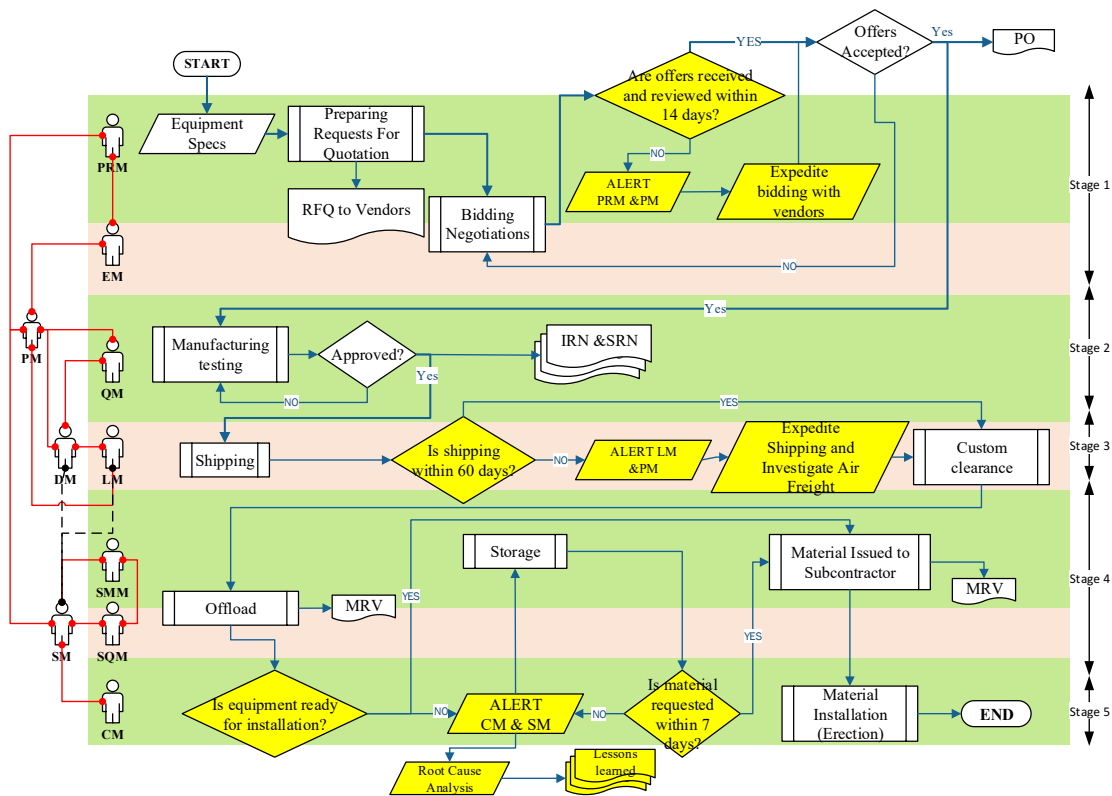 START
Offers
Accepted?
Yes
PO
YES
Are offers received
and reviewed within
14 days?
Equipment
Specs
Preparing
Requests For
Quotation
PRM
NO
ALERT
PRM &PM
Expedite
bidding with
vendors
Stage 1
RFQ to Vendors
Bidding
Negotiations
EM
NO
Yes
PM
Manufacturing
testing
Approved?
IRN &SRN
Stage 2
Yes
QM
NO
YES
Shipping
Is shipping
within 60 days?
NO
ALERT LM
&PM
Expedite
Shipping and
Investigate Air
Freight
Custom
clearance
Stage 3
DM
LM
Storage
Material Issued to
Subcontractor
SMM
Offload
MRV
YES
MRV
Stage 4
YES
SM
SQM
Is equipment ready
for installation?
NO
ALERT
CM & SM
NO
Is material
requested
within 7
days?
Material
Installation
(Erection)
END
Stage 5
CM
Root Cause
Analysis
Lessons
learned